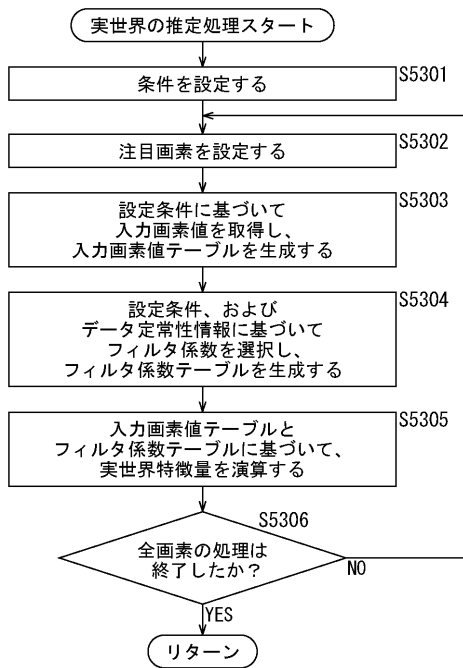 実世界の推定処理スタート
S5301
条件を設定する
S5302
注目画素を設定する
S5303
設定条件に基づいて
入力画素値を取得し、
入力画素値テーブルを生成する
S5304
設定条件、および
データ定常性情報に基づいて
フィルタ係数を選択し、
フィルタ係数テーブルを生成する
S5305
入力画素値テーブルと
フィルタ係数テーブルに基づいて、
実世界特徴量を演算する
S5306
全画素の処理は
終了したか？
NO
YES
リターン